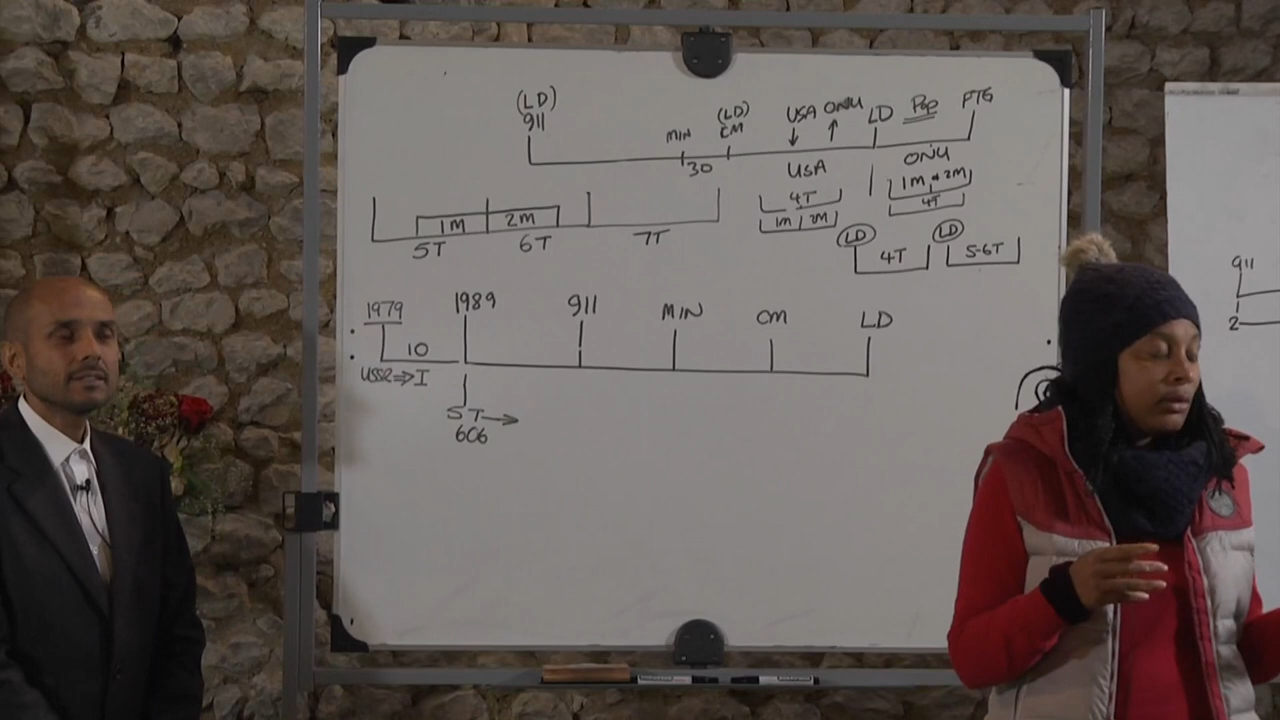 (LD)
911
MIN
(LD)
CM
USA
ONU
LD
Pop
FTG
30
USA
4T
1M 2M
ONU
1M 2M
4T
LD
4T
LD
5-6T
1M
2M
5T
6T
7T
1979
10
USSR⇒I
1989
911
MIN
CM
LD
5T→
606
911
2